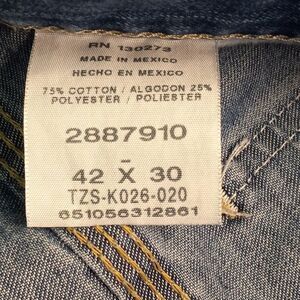 RN 130273
MADE IN MEXICO
HECHO EN MEXICO
75% COTTON / ALGODON 25%
POLYESTER / POLIESTER
2887910
–
42 X 30
TZS-K026-020
651056312861